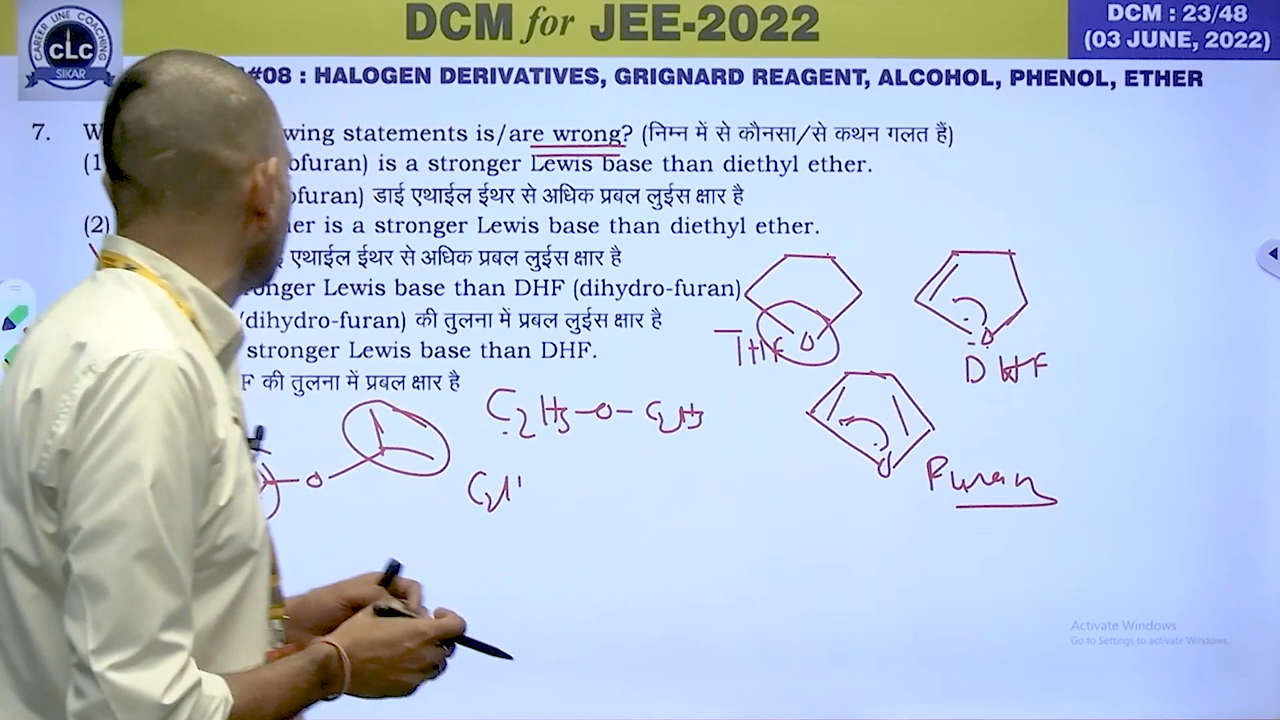 DCM for JEE-2022
DCM : 23/48
(03 JUNE, 2022)
CAREER LINE COACHING
CLC
SIKAR
#08 : HALOGEN DERIVATIVES, GRIGNARD REAGENT, ALCOHOL, PHENOL, ETHER
7. W wing statements is/are wrong? (निम्न में से कौनसा/से कथन गलत हैं)
(1 ofuran) is a stronger Lewis base than diethyl ether.
ofuran) डाई एथाईल ईथर से अधिक प्रबल लुईस क्षार है
(2) her is a stronger Lewis base than diethyl ether.
एथाईल ईथर से अधिक प्रबल लुईस क्षार है
onger Lewis base than DHF (dihydro-furan)
(dihydro-furan) की तुलना में प्रबल लुईस क्षार है
stronger Lewis base than DHF.
F की तुलना में प्रबल क्षार है
O
THF
O
DHF
C2H5-O-C2H5
O
Furan
O
Activate Windows
Go to Settings to activate Windows.